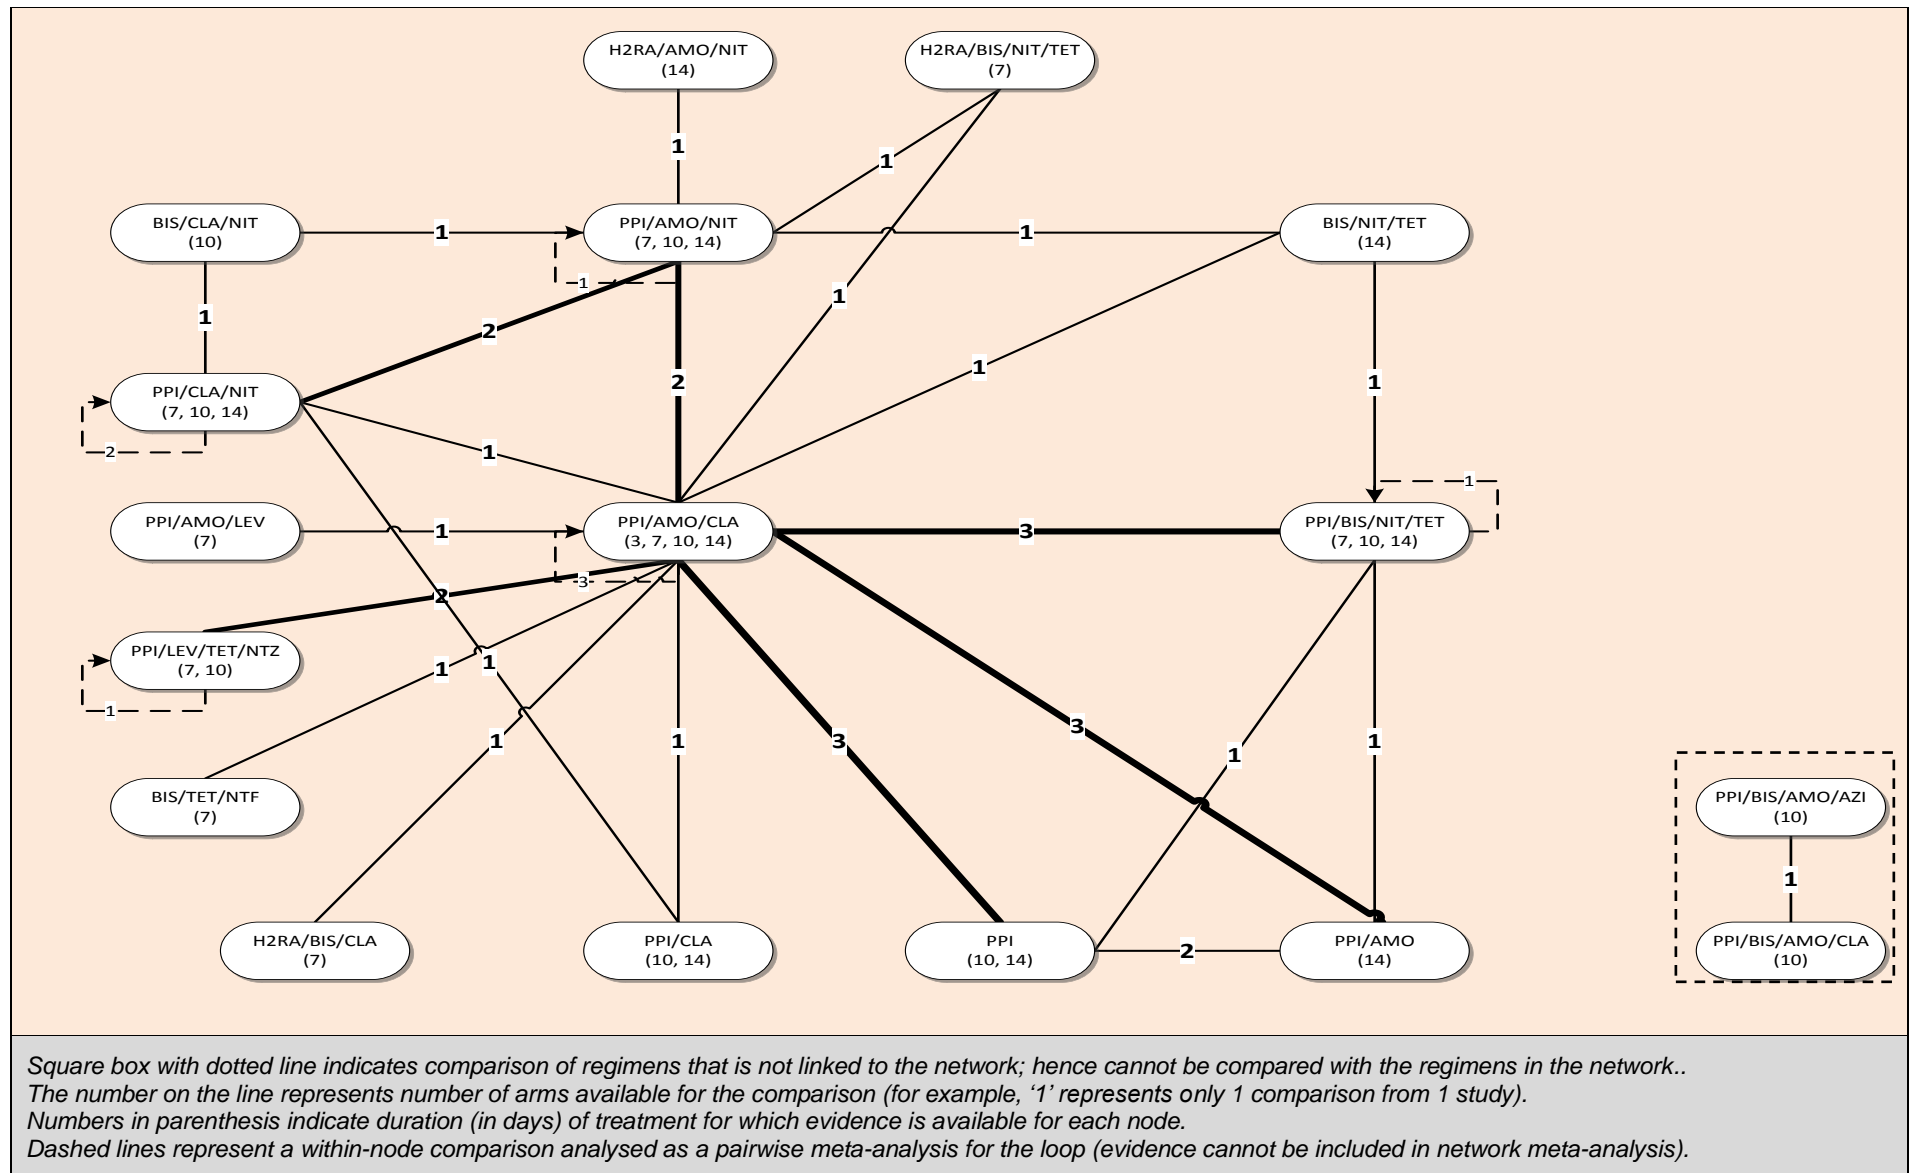 H2RA/AMO/NIT
(14)
H2RA/BIS/NIT/TET
(7)
1
1
BIS/CLA/NIT
(10)
1
PPI/AMO/NIT
(7, 10, 14)
1
BIS/NIT/TET
(14)
1
1
1
2
1
2
1
1
PPI/CLA/NIT
(7, 10, 14)
2
1
1
PPI/AMO/LEV
(7)
1
PPI/AMO/CLA
(3, 7, 10, 14)
3
PPI/BIS/NIT/TET
(7, 10, 14)
3
2
PPI/LEV/TET/NTZ
(7, 10)
1
1
1
1
1
3
3
1
1
BIS/TET/NTF
(7)
PPI/BIS/AMO/AZI
(10)
1
H2RA/BIS/CLA
(7)
PPI/CLA
(10, 14)
PPI
(10, 14)
2
PPI/AMO
(14)
PPI/BIS/AMO/CLA
(10)
Square box with dotted line indicates comparison of regimens that is not linked to the network; hence cannot be compared with the regimens in the network..
The number on the line represents number of arms available for the comparison (for example, ‘1’ represents only 1 comparison from 1 study).
Numbers in parenthesis indicate duration (in days) of treatment for which evidence is available for each node.
Dashed lines represent a within-node comparison analysed as a pairwise meta-analysis for the loop (evidence cannot be included in network meta-analysis).